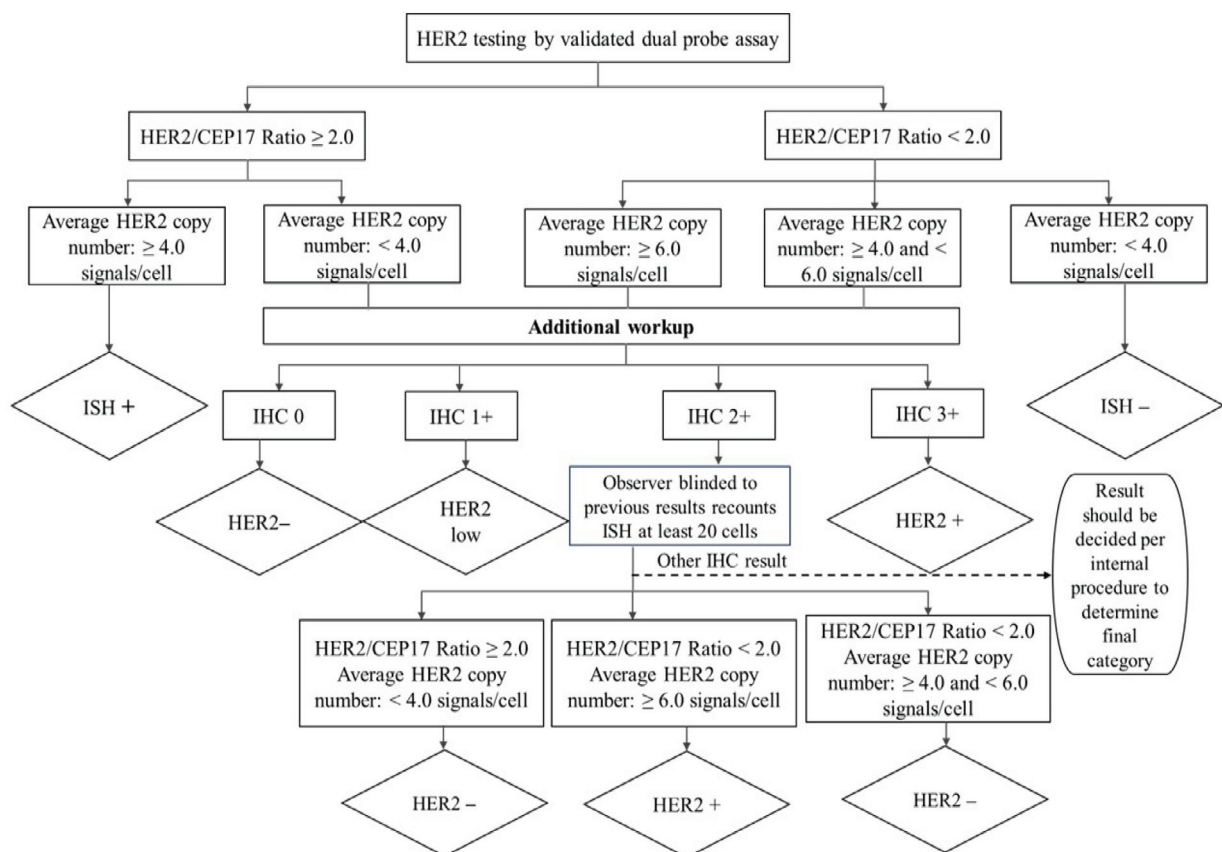 HER2 testing by validated dual probe assay
HER2/CEP17 Ratio ≥ 2.0
HER2/CEP17 Ratio < 2.0
Average HER2 copy
number: ≥ 4.0
signals/cell
Average HER2 copy
number: < 4.0
signals/cell
Average HER2 copy
number: ≥ 6.0
signals/cell
Average HER2 copy
number: ≥ 4.0 and <
6.0 signals/cell
Average HER2 copy
number: < 4.0
signals/cell
Additional workup
ISH +
IHC 0
IHC 1+
IHC 2+
IHC 3+
ISH –
HER2–
HER2
low
Observer blinded to
previous results recounts
ISH at least 20 cells
HER2 +
Other IHC result
Result
should be
decided per
internal
procedure to
determine
final
category
HER2/CEP17 Ratio ≥ 2.0
Average HER2 copy
number: < 4.0 signals/cell
HER2/CEP17 Ratio < 2.0
Average HER2 copy
number: ≥ 6.0 signals/cell
HER2/CEP17 Ratio < 2.0
Average HER2 copy
number: ≥ 4.0 and < 6.0
signals/cell
HER2 –
HER2 +
HER2 –